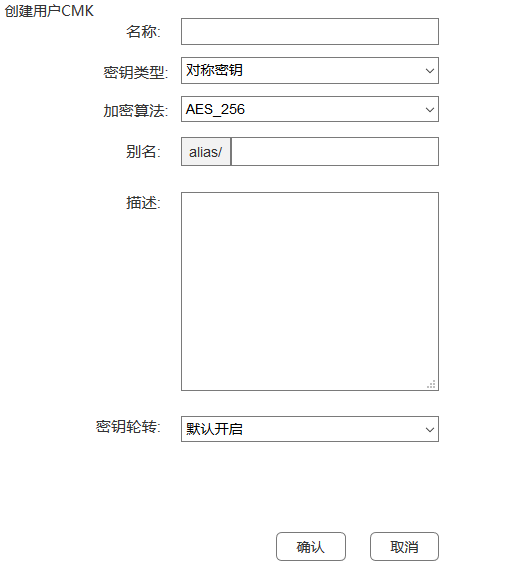 创建用户CMK
名称:
密钥类型: 对称密钥
加密算法: AES_256
别名: alias/
描述:
密钥轮转: 默认开启
确认 取消